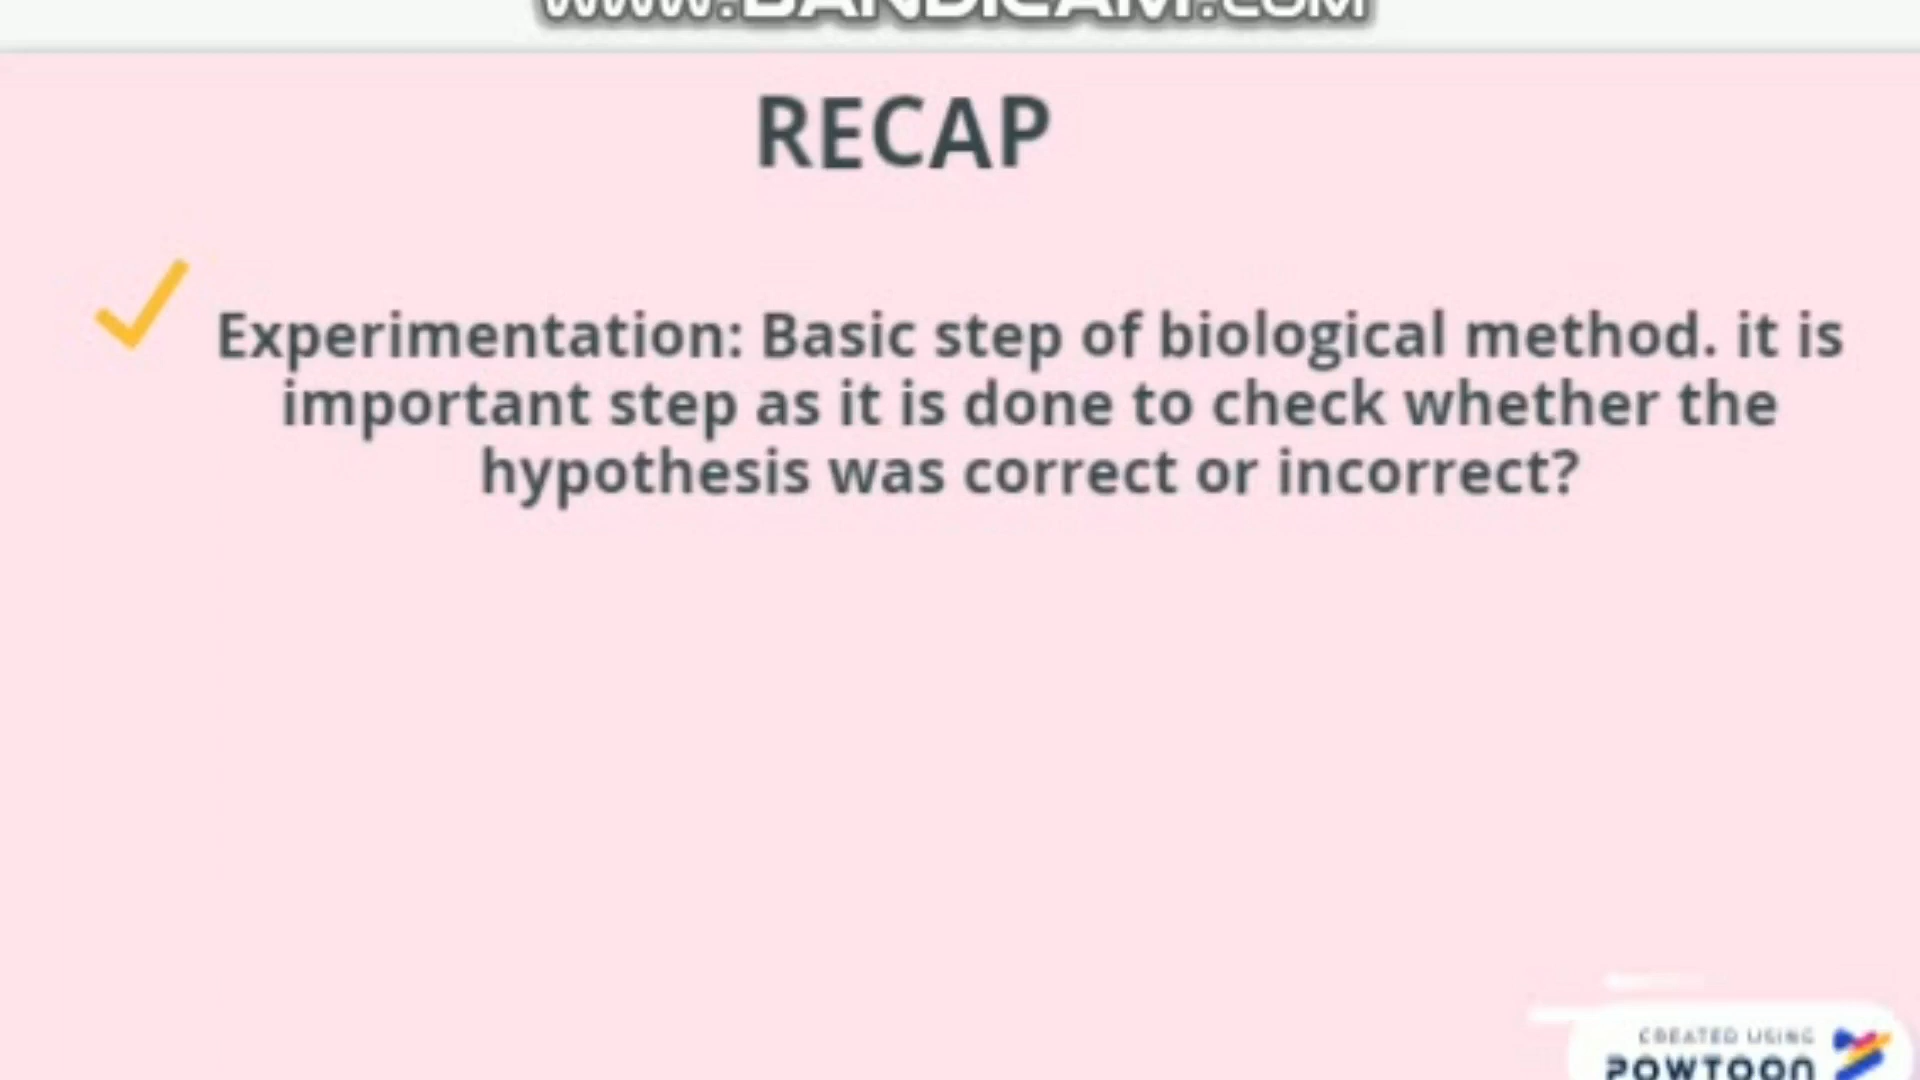 www.BANDICAM.COM
RECAP
Experimentation: Basic step of biological method. it is
important step as it is done to check whether the
hypothesis was correct or incorrect?
CREATED USING
POWTOON